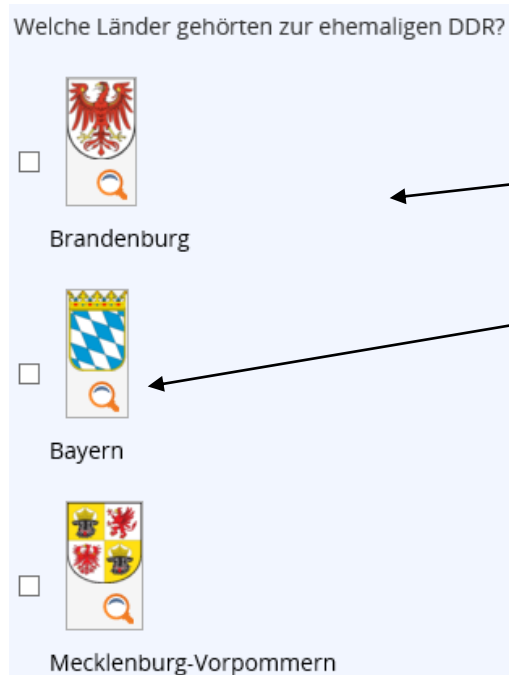 Welche Länder gehörten zur ehemaligen DDR?
Brandenburg
Bayern
Mecklenburg-Vorpommern